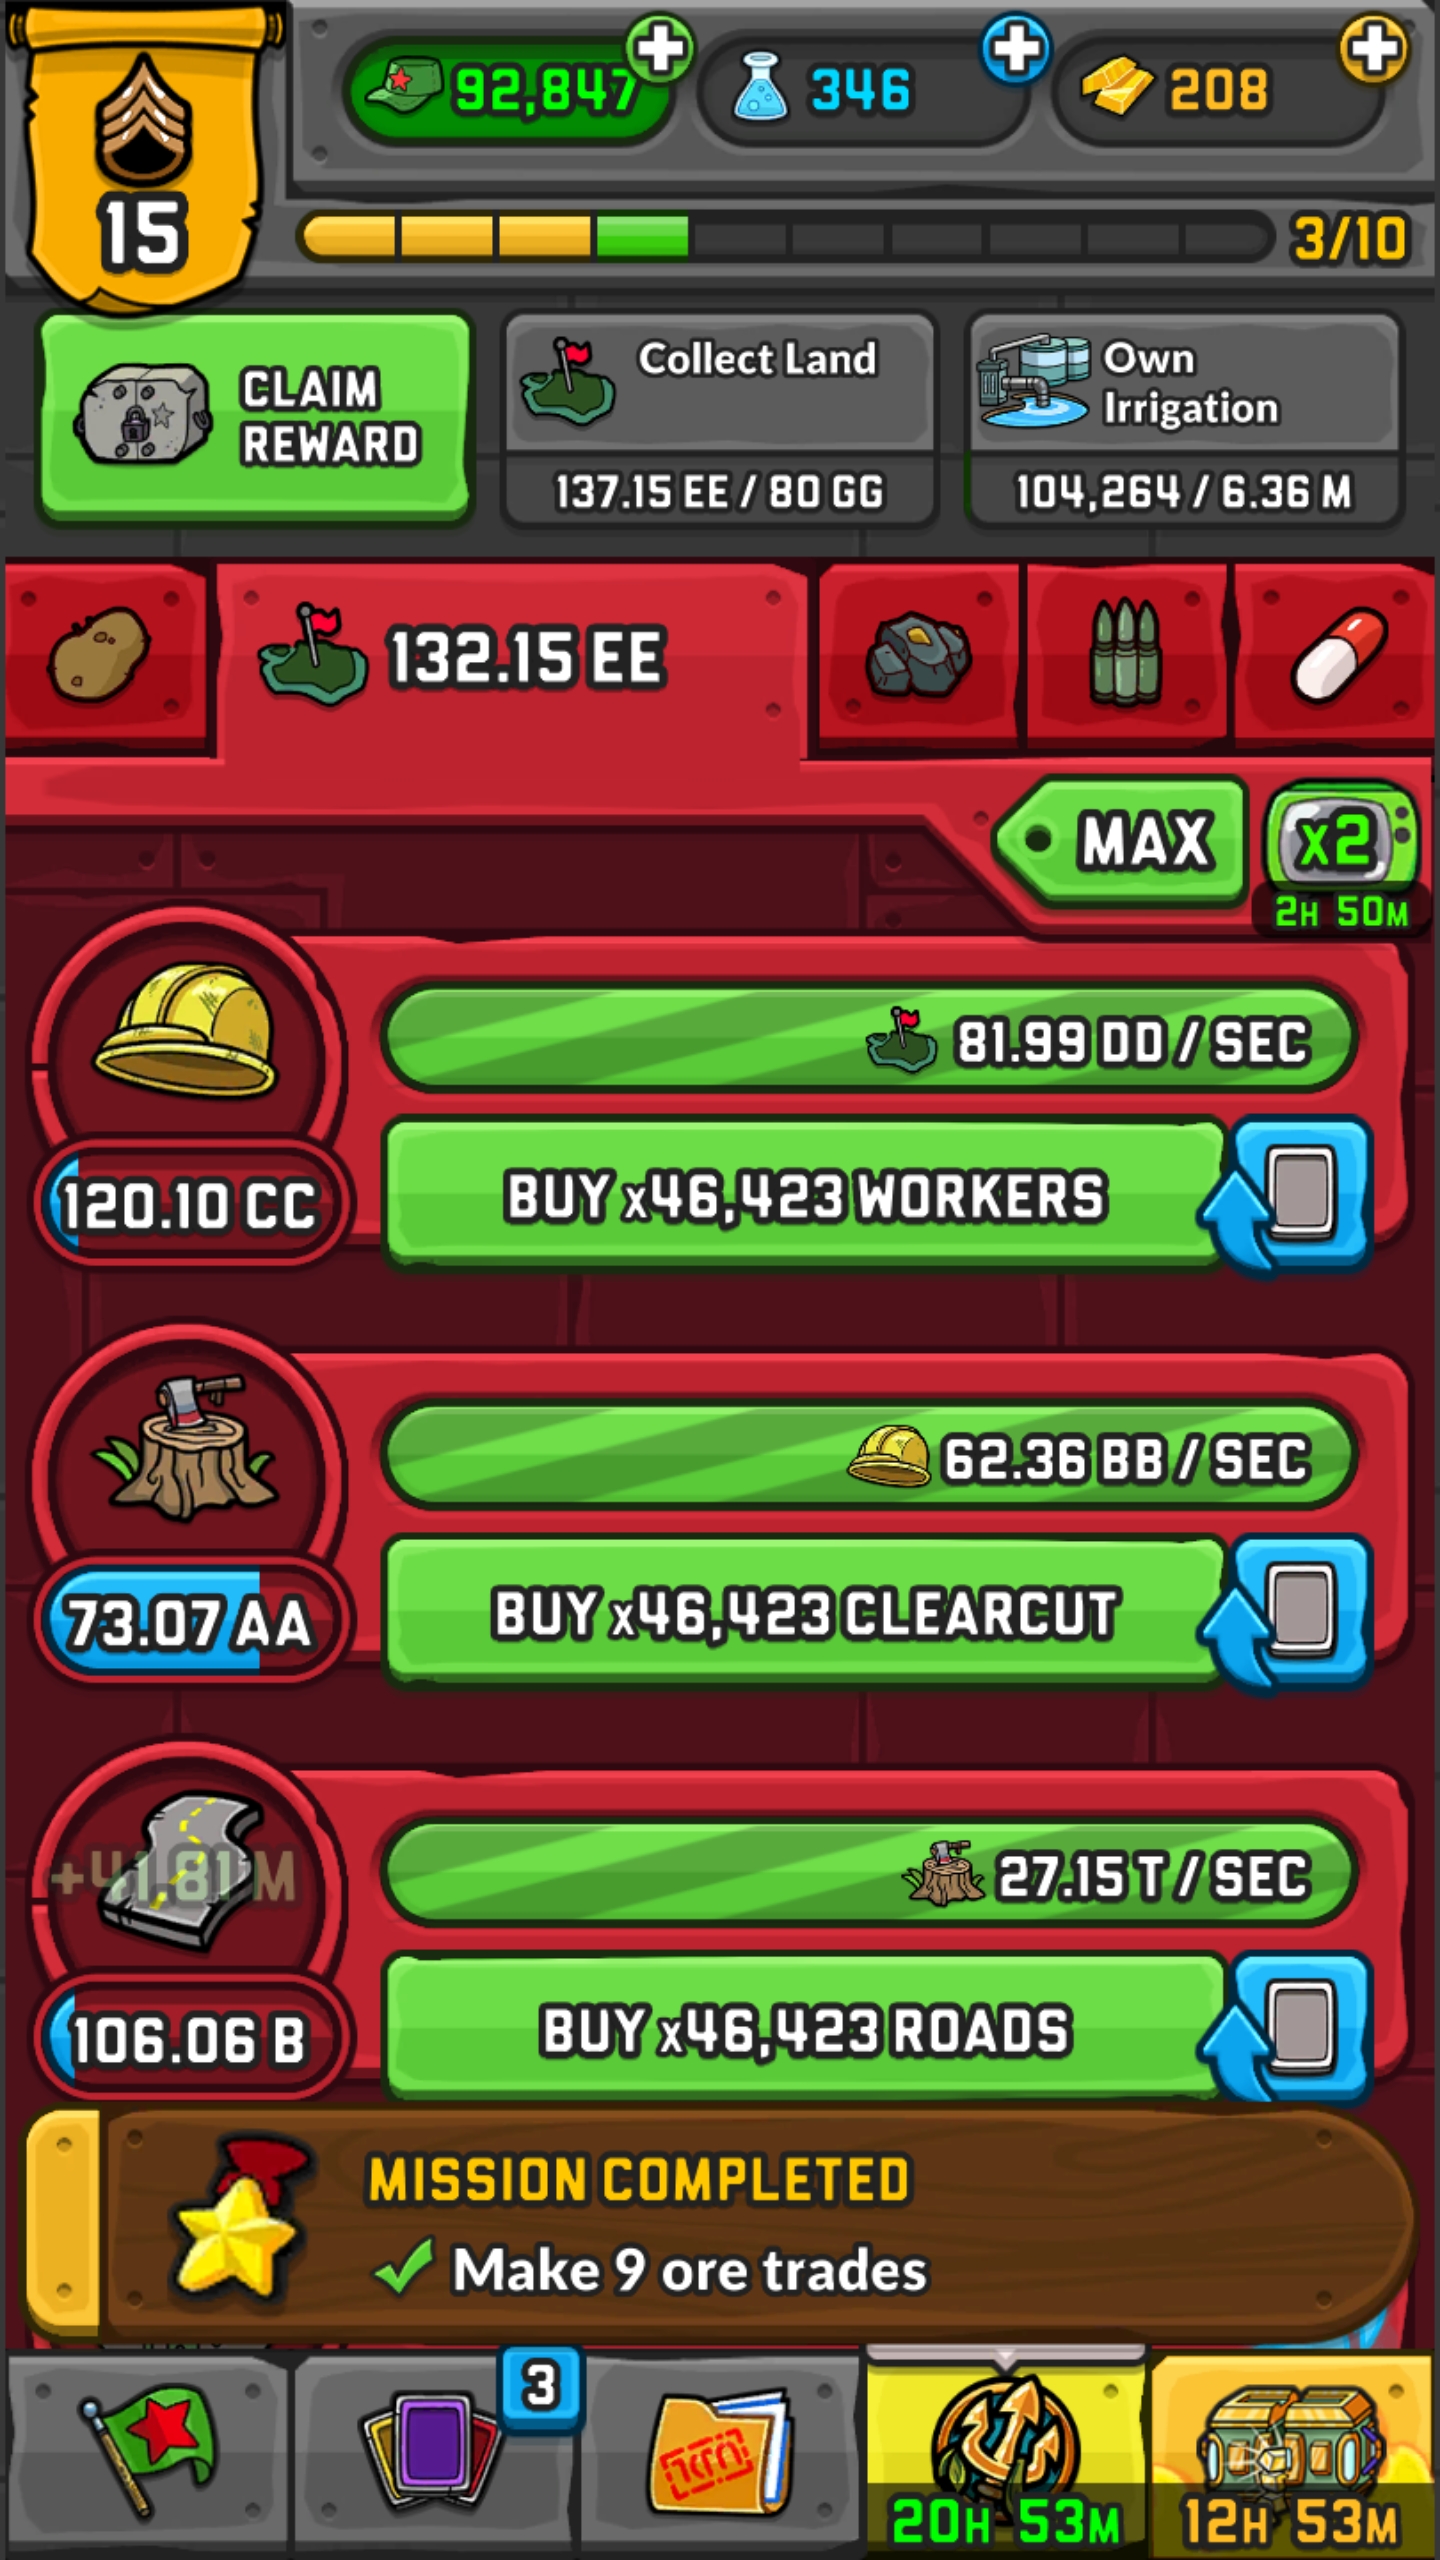 92,847
346
208
15
3/10
CLAIM
REWARD
Collect Land
137.15 EE / 80 GG
Own
Irrigation
104,264 / 6.36 M
132.15 EE
MAX
x2
2H 50M
81.99 DD / SEC
120.10 CC
BUY x46,423 WORKERS
62.36 BB / SEC
73.07 AA
BUY x46,423 CLEARCUT
+41.81 M
27.15 T / SEC
106.06 B
BUY x46,423 ROADS
MISSION COMPLETED
Make 9 ore trades
3
20H 53M
12H 53M